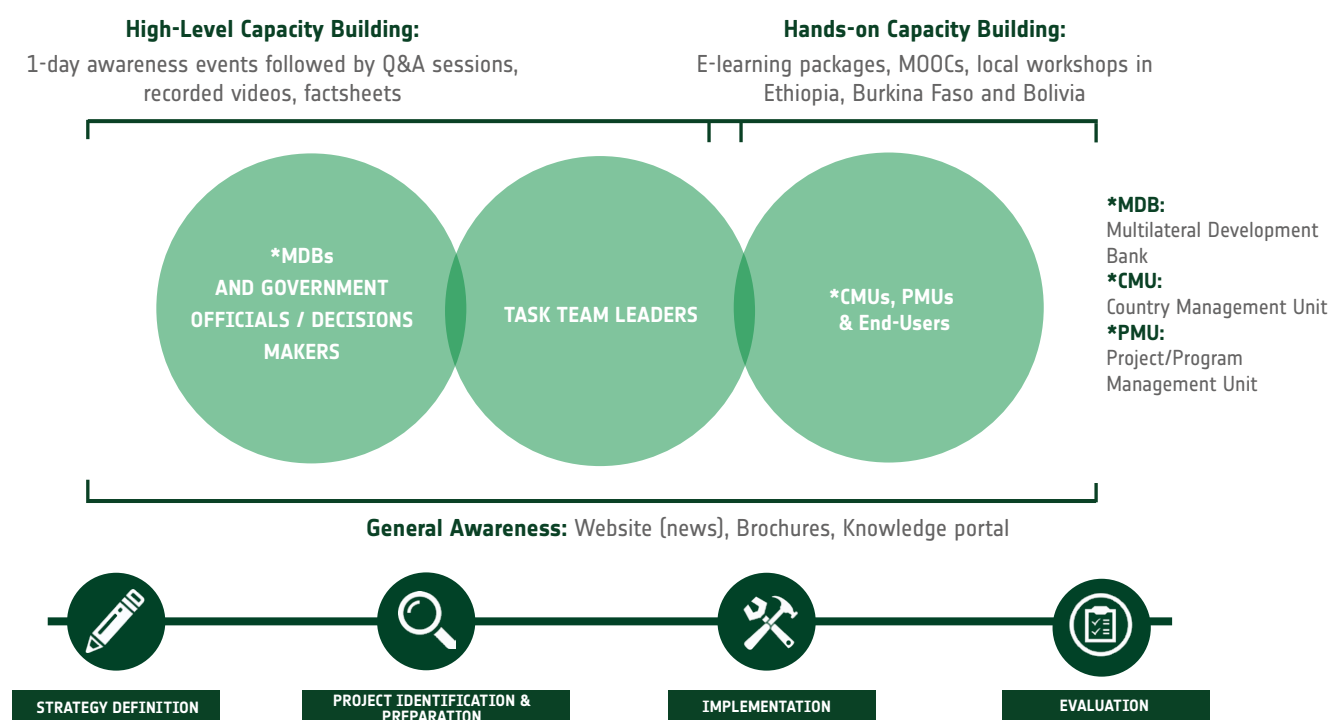 High-Level Capacity Building:
1-day awareness events followed by Q&A sessions,
recorded videos, factsheets
Hands-on Capacity Building:
E-learning packages, MOOCs, local workshops in
Ethiopia, Burkina Faso and Bolivia
*MDBs
AND GOVERNMENT
OFFICIALS / DECISIONS
MAKERS
TASK TEAM LEADERS
*CMUs, PMUs
& End-Users
*MDB:
Multilateral Development
Bank
*CMU:
Country Management Unit
*PMU:
Project/Program
Management Unit
General Awareness: Website (news), Brochures, Knowledge portal
STRATEGY DEFINITION
PROJECT IDENTIFICATION &
PREPARATION
IMPLEMENTATION
EVALUATION